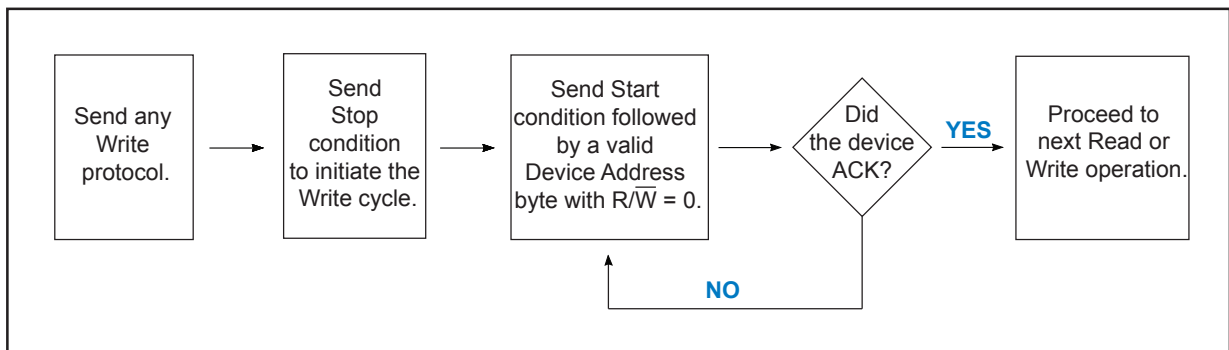 Send any
Write
protocol.
Send
Stop
condition
to initiate the
Write cycle.
Send Start
condition followed
by a valid
Device Address
byte with R/W̅ = 0.
Did
the device
ACK?
YES
NO
Proceed to
next Read or
Write operation.